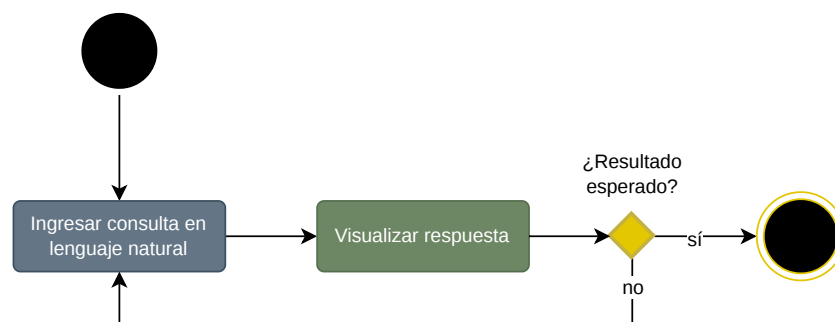 ¿Resultado
esperado?
Ingresar consulta en
lenguaje natural
Visualizar respuesta
sí
no